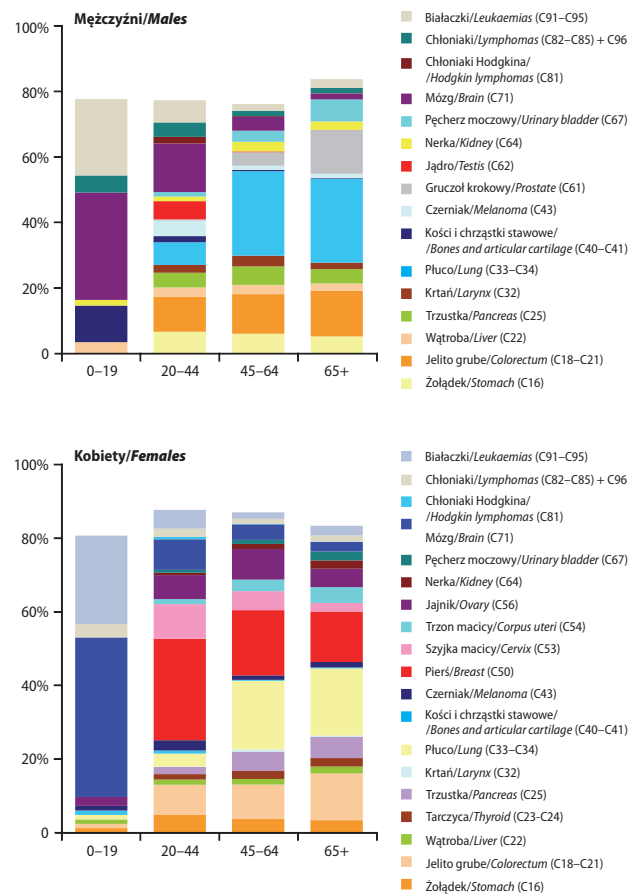 Mężczyźni/Males
100%
80%
60%
40%
20%
0
0–19
20–44
45–64
65+
Białaczki/Leukaemias (C91–C95)
Chłoniaki/Lymphomas (C82–C85) + C96
Chłoniaki Hodgkina/
/Hodgkin lymphomas (C81)
Mózg/Brain (C71)
Pęcherz moczowy/Urinary bladder (C67)
Nerka/Kidney (C64)
Jądro/Testis (C62)
Gruczoł krokowy/Prostate (C61)
Czerniak/Melanoma (C43)
Kości i chrząstki stawowe/
/Bones and articular cartilage (C40–C41)
Płuco/Lung (C33–C34)
Krtań/Larynx (C32)
Trzustka/Pancreas (C25)
Wątroba/Liver (C22)
Jelito grube/Colorectum (C18–C21)
Żołądek/Stomach (C16)
Kobiety/Females
100%
80%
60%
40%
20%
0
0–19
20–44
45–64
65+
Białaczki/Leukaemias (C91–C95)
Chłoniaki/Lymphomas (C82–C85) + C96
Chłoniaki Hodgkina/
/Hodgkin lymphomas (C81)
Mózg/Brain (C71)
Pęcherz moczowy/Urinary bladder (C67)
Nerka/Kidney (C64)
Jajnik/Ovary (C56)
Trzon macicy/Corpus uteri (C54)
Szyjka macicy/Cervix (C53)
Pierś/Breast (C50)
Czerniak/Melanoma (C43)
Kości i chrząstki stawowe/
/Bones and articular cartilage (C40–C41)
Płuco/Lung (C33–C34)
Krtań/Larynx (C32)
Trzustka/Pancreas (C25)
Tarczyca/Thyroid (C23-C24)
Wątroba/Liver (C22)
Jelito grube/Colorectum (C18–C21)
Żołądek/Stomach (C16)